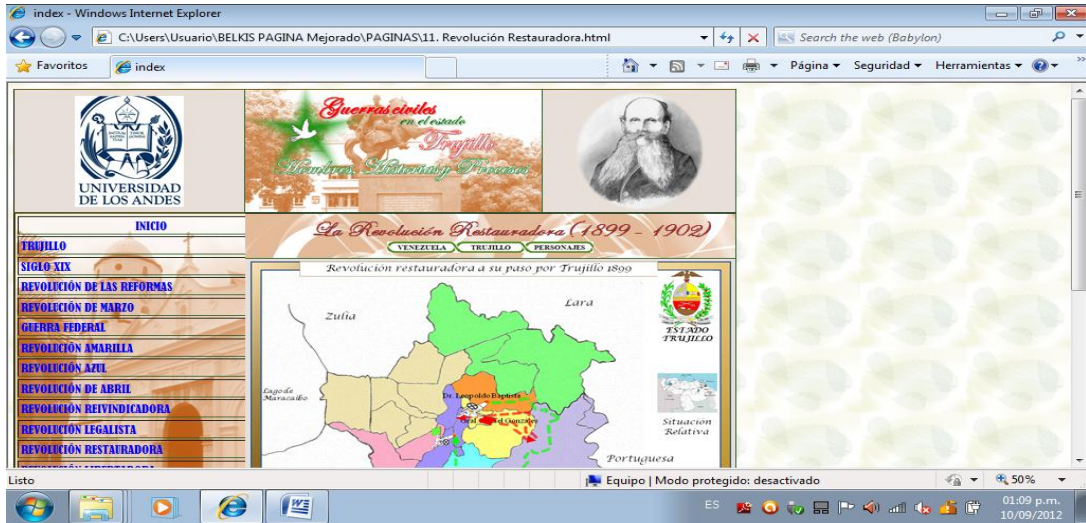 index - Windows Internet Explorer
C:\Users\Usuario\BELKIS PAGINA Mejorado\PAGINAS\11. Revolución Restauradora.html
Search the web (Babylon)
Favoritos
index
Página
Seguridad
Herramientas
UNIVERSIDAD
DE LOS ANDES
Guerras civiles
en el estado
Trujillo
Hombres, Historias y Procesos
INICIO
TRUJILLO
SIGLO XIX
REVOLUCIÓN DE LAS REFORMAS
REVOLUCIÓN DE MARZO
GUERRA FEDERAL
REVOLUCIÓN AMARILLA
REVOLUCIÓN AZUL
REVOLUCIÓN DE ABRIL
REVOLUCIÓN REIVINDICADORA
REVOLUCIÓN LEGALISTA
REVOLUCIÓN RESTAURADORA
La Revolución Restauradora (1899 - 1902)
VENEZUELA TRUJILLO PERSONAJES
Revolución restauradora a su paso por Trujillo 1899
Zulia
Lara
Lago de
Maracaibo
Dr. Leopoldo Baptista
Gral González
Portuguesa
ESTADO
TRUJILLO
Situación
Relativa
Listo
Equipo | Modo protegido: desactivado
50%
ES
01:09 p.m.
10/09/2012